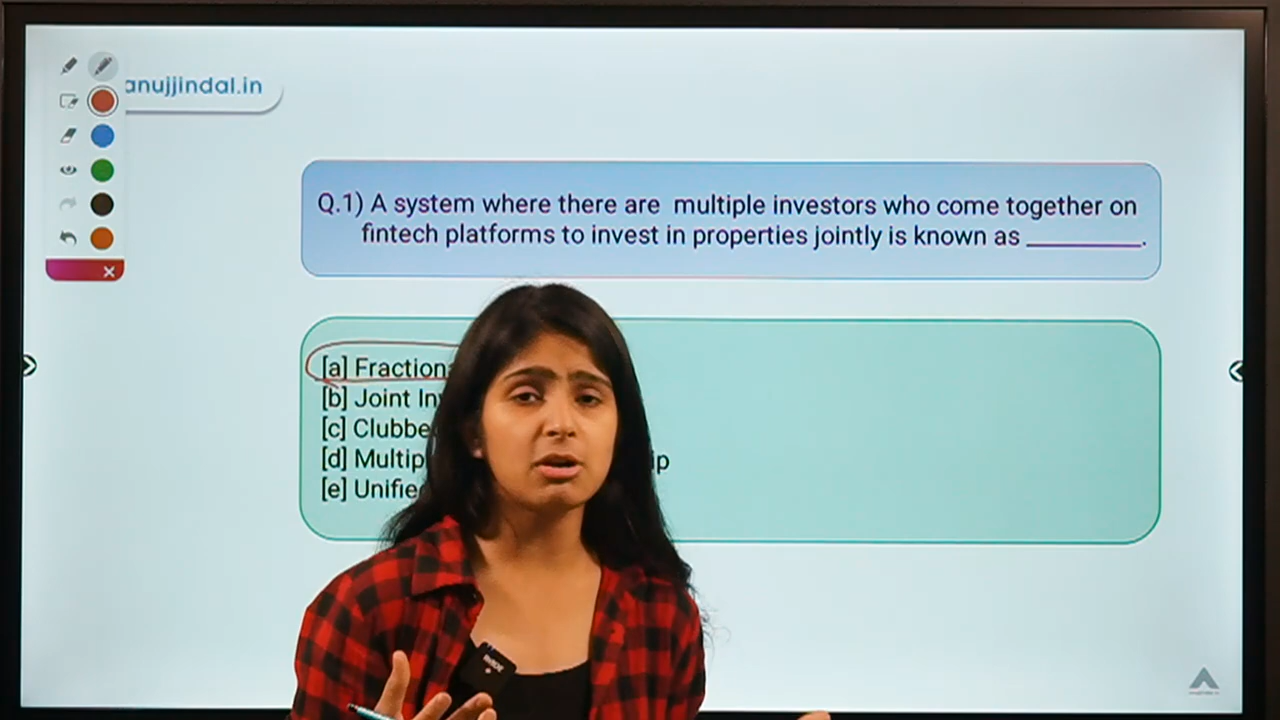 anujjindal.in
Q.1) A system where there are multiple investors who come together on
fintech platforms to invest in properties jointly is known as ________.
[a] Fraction
[b] Joint In
[c] Clubbe
[d] Multip ip
[e] Unifie
RØDE